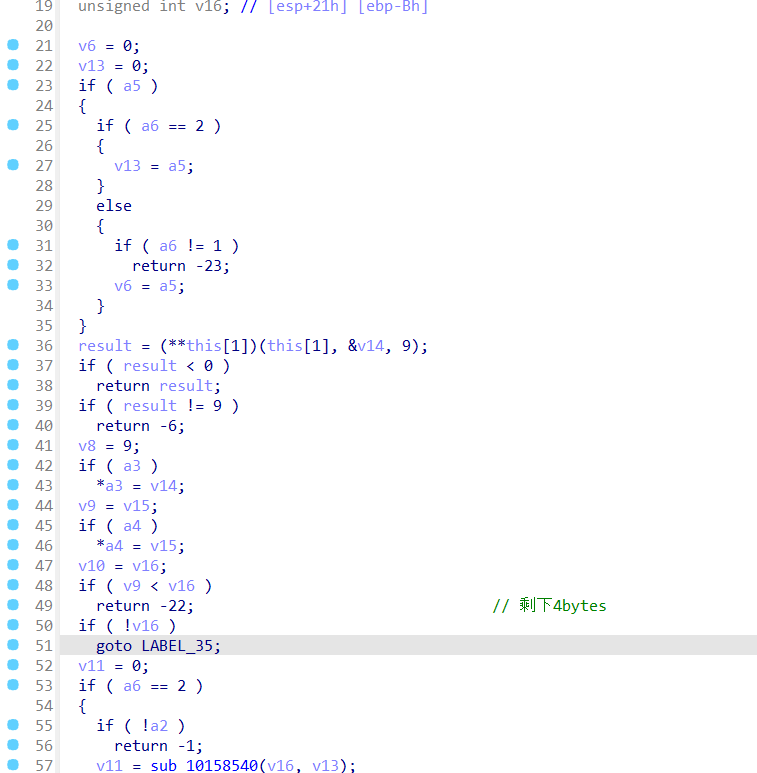 19 unsigned int v16; // [esp+21h] [ebp-Bh]
20
21 v6 = 0;
22 v13 = 0;
23 if ( a5 )
24 {
25 if ( a6 == 2 )
26 {
27 v13 = a5;
28 }
29 else
30 {
31 if ( a6 != 1 )
32 return -23;
33 v6 = a5;
34 }
35 }
36 result = (**this[1])(this[1], &v14, 9);
37 if ( result < 0 )
38 return result;
39 if ( result != 9 )
40 return -6;
41 v8 = 9;
42 if ( a3 )
43 *a3 = v14;
44 v9 = v15;
45 if ( a4 )
46 *a4 = v15;
47 v10 = v16;
48 if ( v9 < v16 )
49 return -22; // 剩下4bytes
50 if ( !v16 )
51 goto LABEL_35;
52 v11 = 0;
53 if ( a6 == 2 )
54 {
55 if ( !a2 )
56 return -1;
57 v11 = sub_10158540(v16, v13);